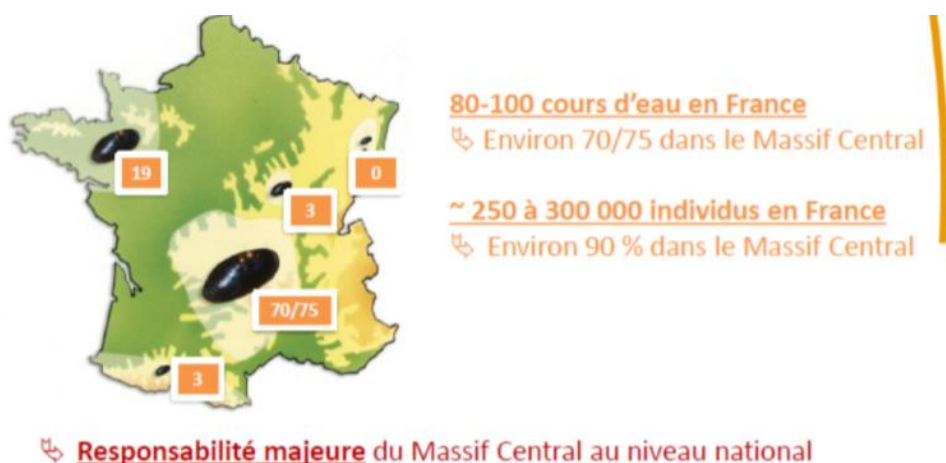 80-100 cours d'eau en France
↳ Environ 70/75 dans le Massif Central
~ 250 à 300 000 individus en France
↳ Environ 90 % dans le Massif Central
19
0
3
70/75
3
↳ Responsabilité majeure du Massif Central au niveau national